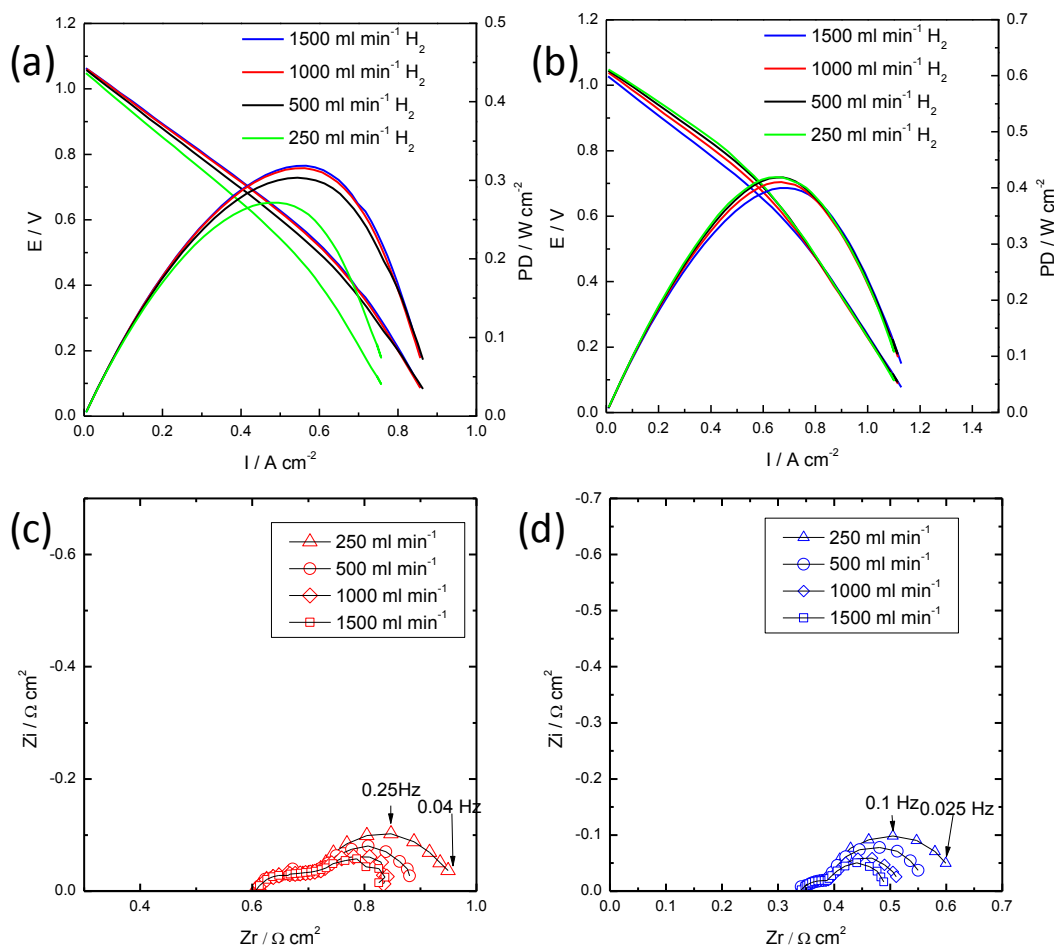 (a)
1500 ml min⁻¹ H₂
1000 ml min⁻¹ H₂
500 ml min⁻¹ H₂
250 ml min⁻¹ H₂
1.2
1.0
0.8
0.6
0.4
0.2
0.0
E / V
0.5
0.4
0.3
0.2
0.1
0.0
PD / W cm⁻²
0.0 0.2 0.4 0.6 0.8 1.0
I / A cm⁻²
(b)
1500 ml min⁻¹ H₂
1000 ml min⁻¹ H₂
500 ml min⁻¹ H₂
250 ml min⁻¹ H₂
1.2
1.0
0.8
0.6
0.4
0.2
0.0
E / V
0.7
0.6
0.5
0.4
0.3
0.2
0.1
0.0
PD / W cm⁻²
0.0 0.2 0.4 0.6 0.8 1.0 1.2 1.4
I / A cm⁻²
(c)
250 ml min⁻¹
500 ml min⁻¹
1000 ml min⁻¹
1500 ml min⁻¹
-0.6
-0.4
-0.2
0.0
Zi / Ω cm²
0.25Hz
0.04 Hz
0.4 0.6 0.8 1.0
Zr / Ω cm²
(d)
250 ml min⁻¹
500 ml min⁻¹
1000 ml min⁻¹
1500 ml min⁻¹
-0.7
-0.6
-0.5
-0.4
-0.3
-0.2
-0.1
0.0
Zi / Ω cm²
0.1 Hz
0.025 Hz
0.0 0.1 0.2 0.3 0.4 0.5 0.6 0.7
Zr / Ω cm²